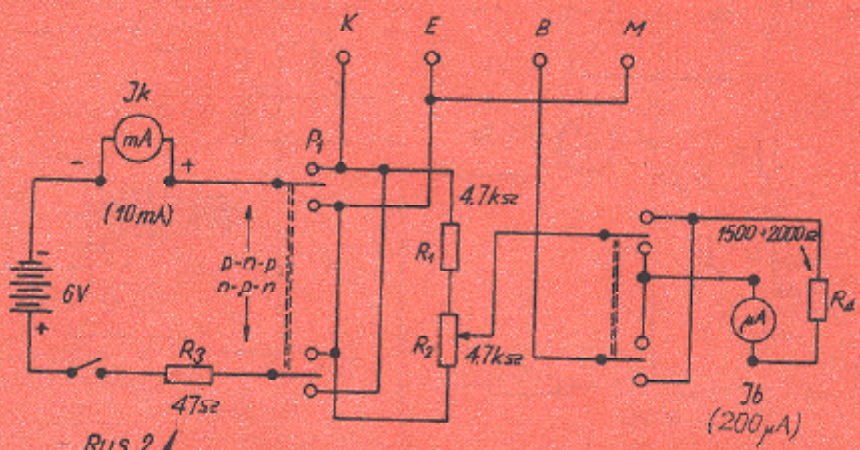 K E B M
Jk
mA
- +
(10mA)
P1
4.7kΩ
p-n-p
n-p-n
R1
1500÷2000Ω
-
6V
+
R2
4.7kΩ
μA
R4
R3
47Ω
Jb
(200μA)
Rys. 2